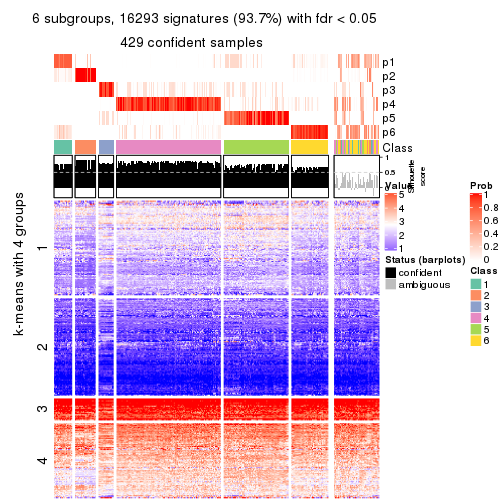 6 subgroups, 16293 signatures (93.7%) with fdr < 0.05
429 confident samples
p1
p2
p3
p4
p5
p6
Class
1
0.5
0
Silhouette
score
k-means with 4 groups
1
2
3
4
Value
5
4
3
2
1
Status (barplots)
confident
ambiguous
Prob
1
0.8
0.6
0.4
0.2
0
Class
1
2
3
4
5
6